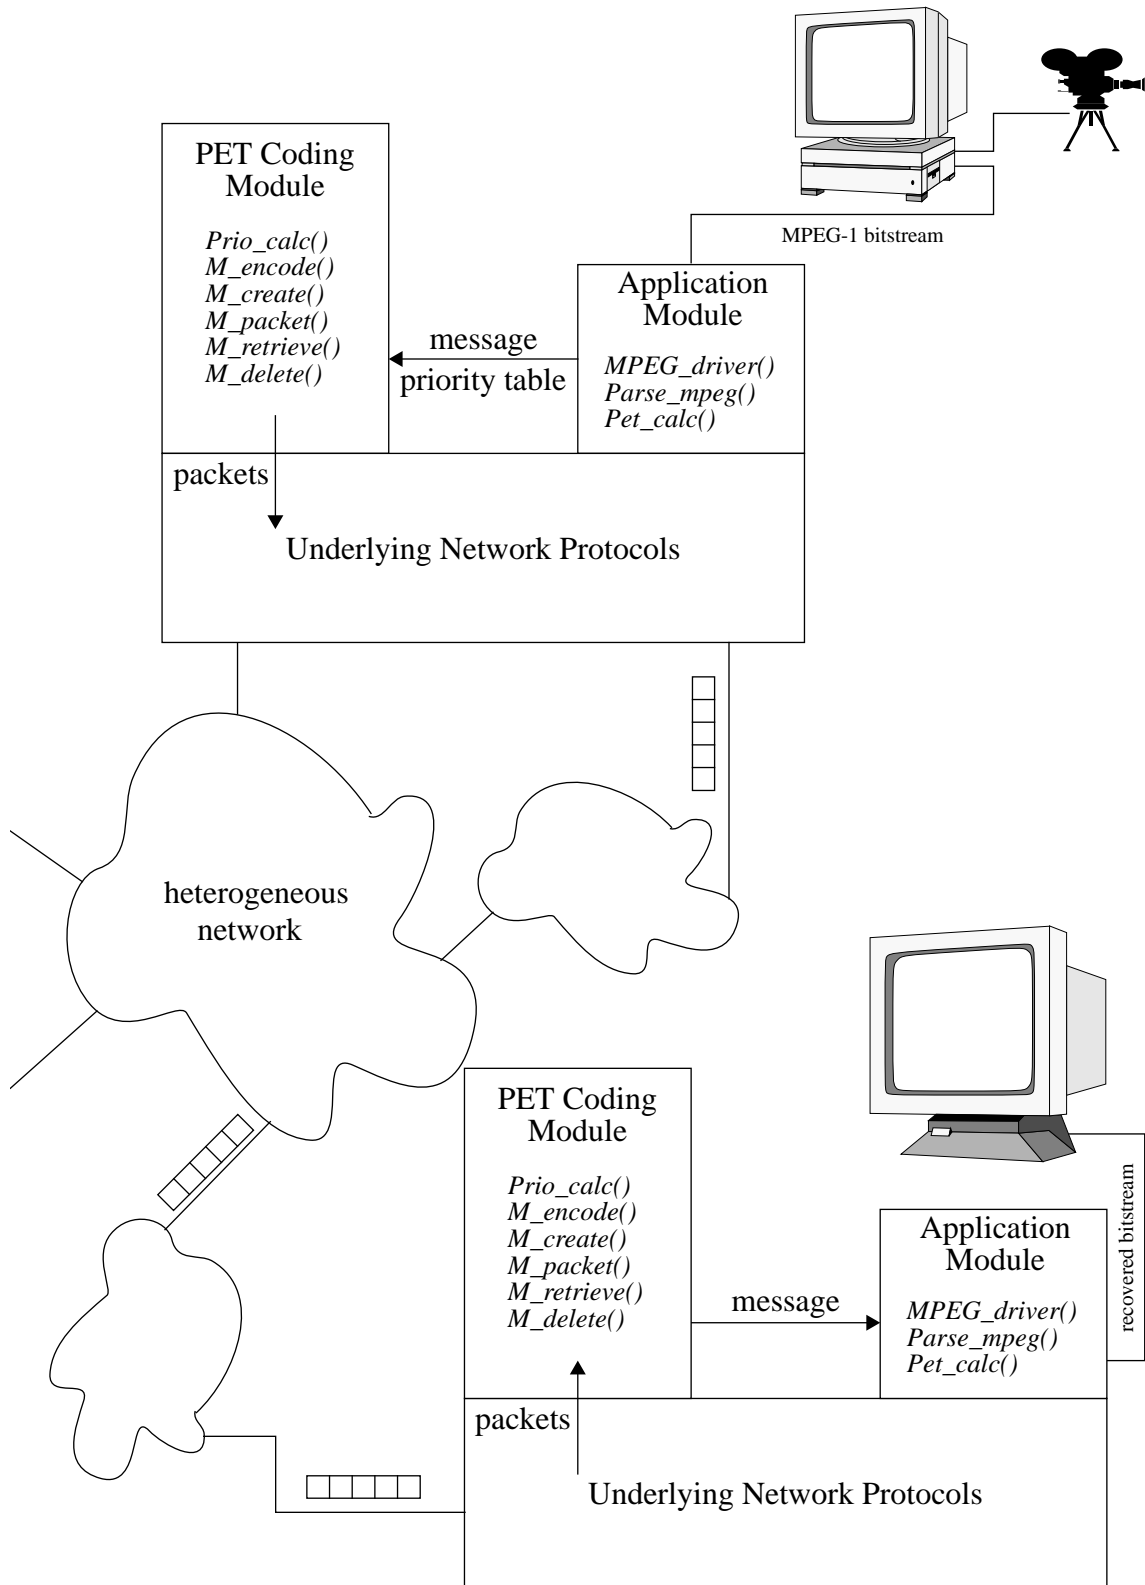 MPEG-1 bitstream
PET Coding
Module
Prio_calc()
M_encode()
M_create()
M_packet()
M_retrieve()
M_delete()
message
priority table
Application
Module
MPEG_driver()
Parse_mpeg()
Pet_calc()
packets
Underlying Network Protocols
heterogeneous
network
PET Coding
Module
Prio_calc()
M_encode()
M_create()
M_packet()
M_retrieve()
M_delete()
message
Application
Module
MPEG_driver()
Parse_mpeg()
Pet_calc()
recovered bitstream
packets
Underlying Network Protocols